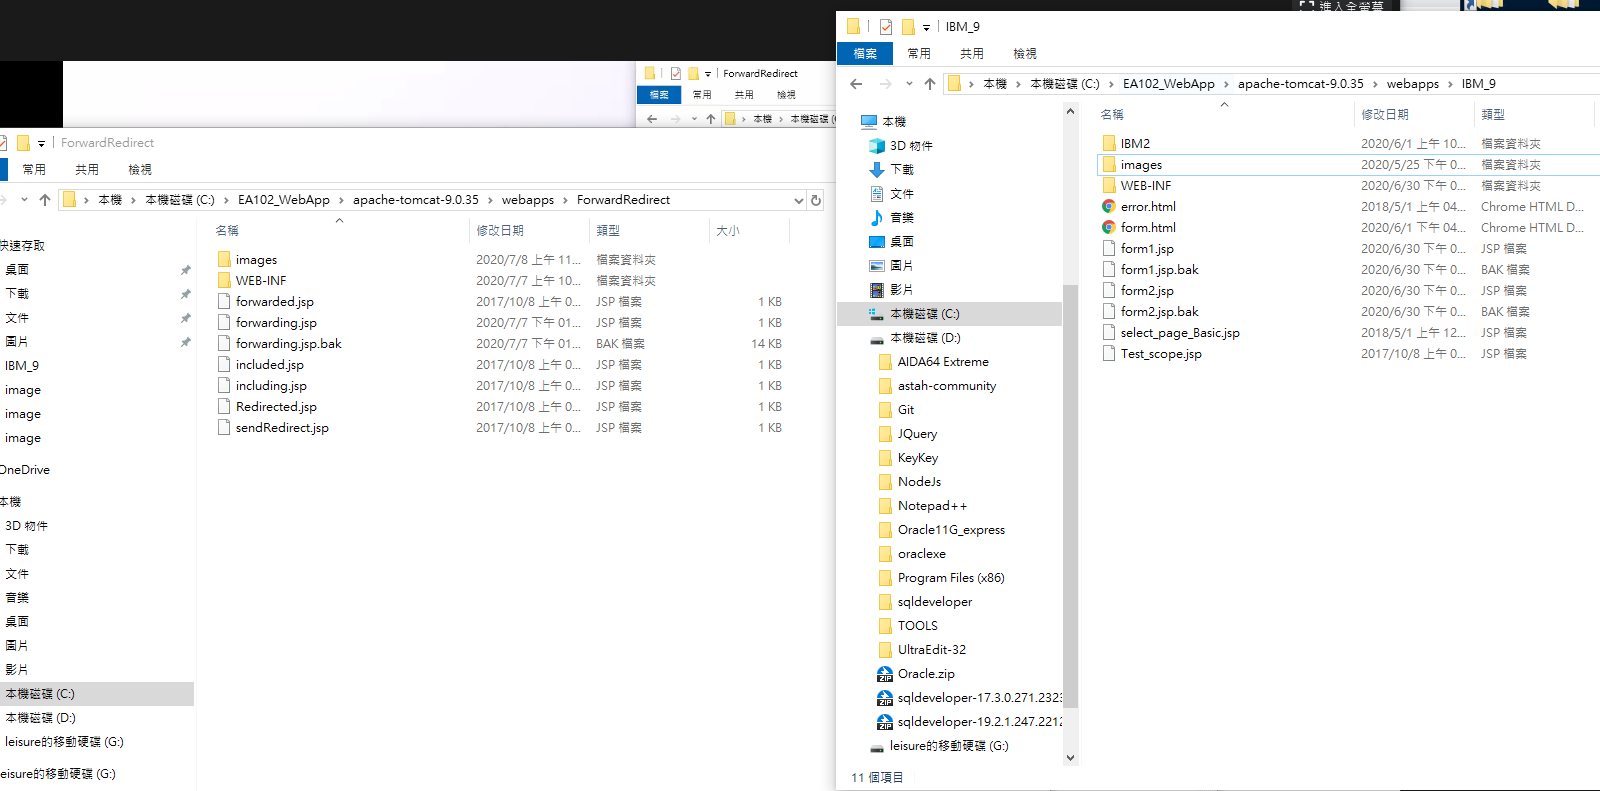 進入全螢幕
ForwardRedirect
檔案 常用 共用 檢視
本機 本機磁碟 (C:)
ForwardRedirect
常用 共用 檢視
本機 本機磁碟 (C:) EA102_WebApp apache-tomcat-9.0.35 webapps ForwardRedirect
快速存取
桌面
下載
文件
圖片
IBM_9
image
image
image
OneDrive
本機
3D 物件
下載
文件
音樂
桌面
圖片
影片
本機磁碟 (C:)
本機磁碟 (D:)
leisure的移動硬碟 (G:)
leisure的移動硬碟 (G:)
名稱 修改日期 類型 大小
images 2020/7/8 上午 11... 檔案資料夾
WEB-INF 2020/7/7 上午 10... 檔案資料夾
forwarded.jsp 2017/10/8 上午 0... JSP 檔案 1 KB
forwarding.jsp 2020/7/7 下午 01... JSP 檔案 1 KB
forwarding.jsp.bak 2020/7/7 下午 01... BAK 檔案 14 KB
included.jsp 2017/10/8 上午 0... JSP 檔案 1 KB
including.jsp 2017/10/8 上午 0... JSP 檔案 1 KB
Redirected.jsp 2017/10/8 上午 0... JSP 檔案 1 KB
sendRedirect.jsp 2017/10/8 上午 0... JSP 檔案 1 KB
IBM_9
檔案 常用 共用 檢視
本機 本機磁碟 (C:) EA102_WebApp apache-tomcat-9.0.35 webapps IBM_9
本機
3D 物件
下載
文件
音樂
桌面
圖片
影片
本機磁碟 (C:)
本機磁碟 (D:)
AIDA64 Extreme
astah-community
Git
JQuery
KeyKey
NodeJs
Notepad++
Oracle11G_express
oraclexe
Program Files (x86)
sqldeveloper
TOOLS
UltraEdit-32
Oracle.zip
sqldeveloper-17.3.0.271.2323
sqldeveloper-19.2.1.247.2212
leisure的移動硬碟 (G:)
名稱 修改日期 類型
IBM2 2020/6/1 上午 10... 檔案資料夾
images 2020/5/25 下午 0... 檔案資料夾
WEB-INF 2020/6/30 下午 0... 檔案資料夾
error.html 2018/5/1 上午 04... Chrome HTML D...
form.html 2020/6/1 下午 04... Chrome HTML D...
form1.jsp 2020/6/30 下午 0... JSP 檔案
form1.jsp.bak 2020/6/30 下午 0... BAK 檔案
form2.jsp 2020/6/30 下午 0... JSP 檔案
form2.jsp.bak 2020/6/30 下午 0... BAK 檔案
select_page_Basic.jsp 2018/5/1 上午 12... JSP 檔案
Test_scope.jsp 2017/10/8 上午 0... JSP 檔案
11 個項目